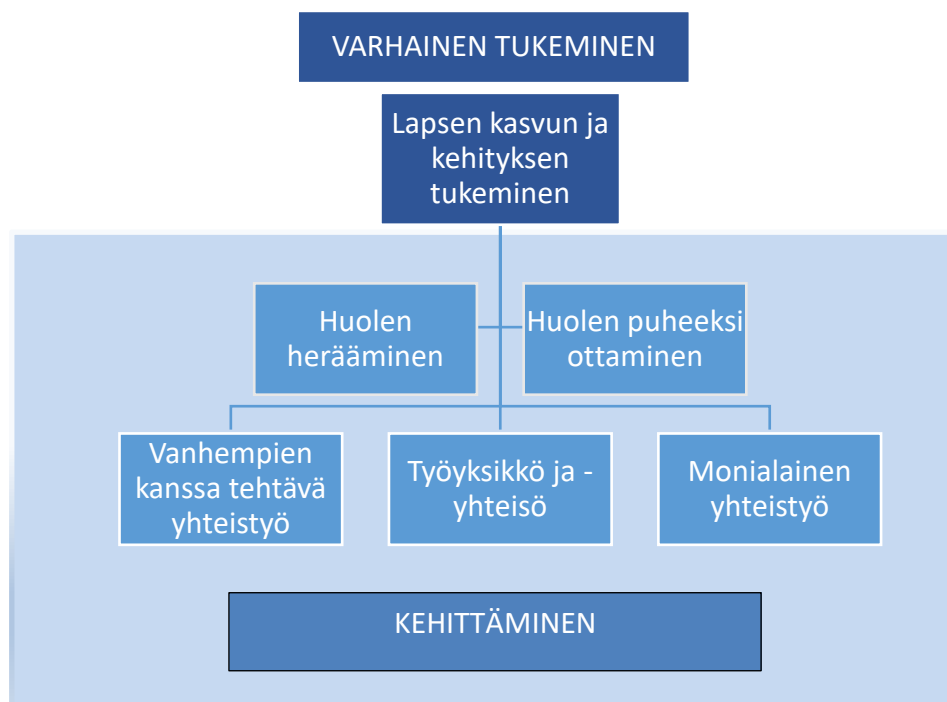 VARHAINEN TUKEMINEN
Lapsen kasvun ja
kehityksen
tukeminen
Huolen
herääminen
Huolen puheeksi
ottaminen
Vanhempien
kanssa tehtävä
yhteistyö
Työyksikkö ja -
yhteisö
Monialainen
yhteistyö
KEHITTÄMINEN